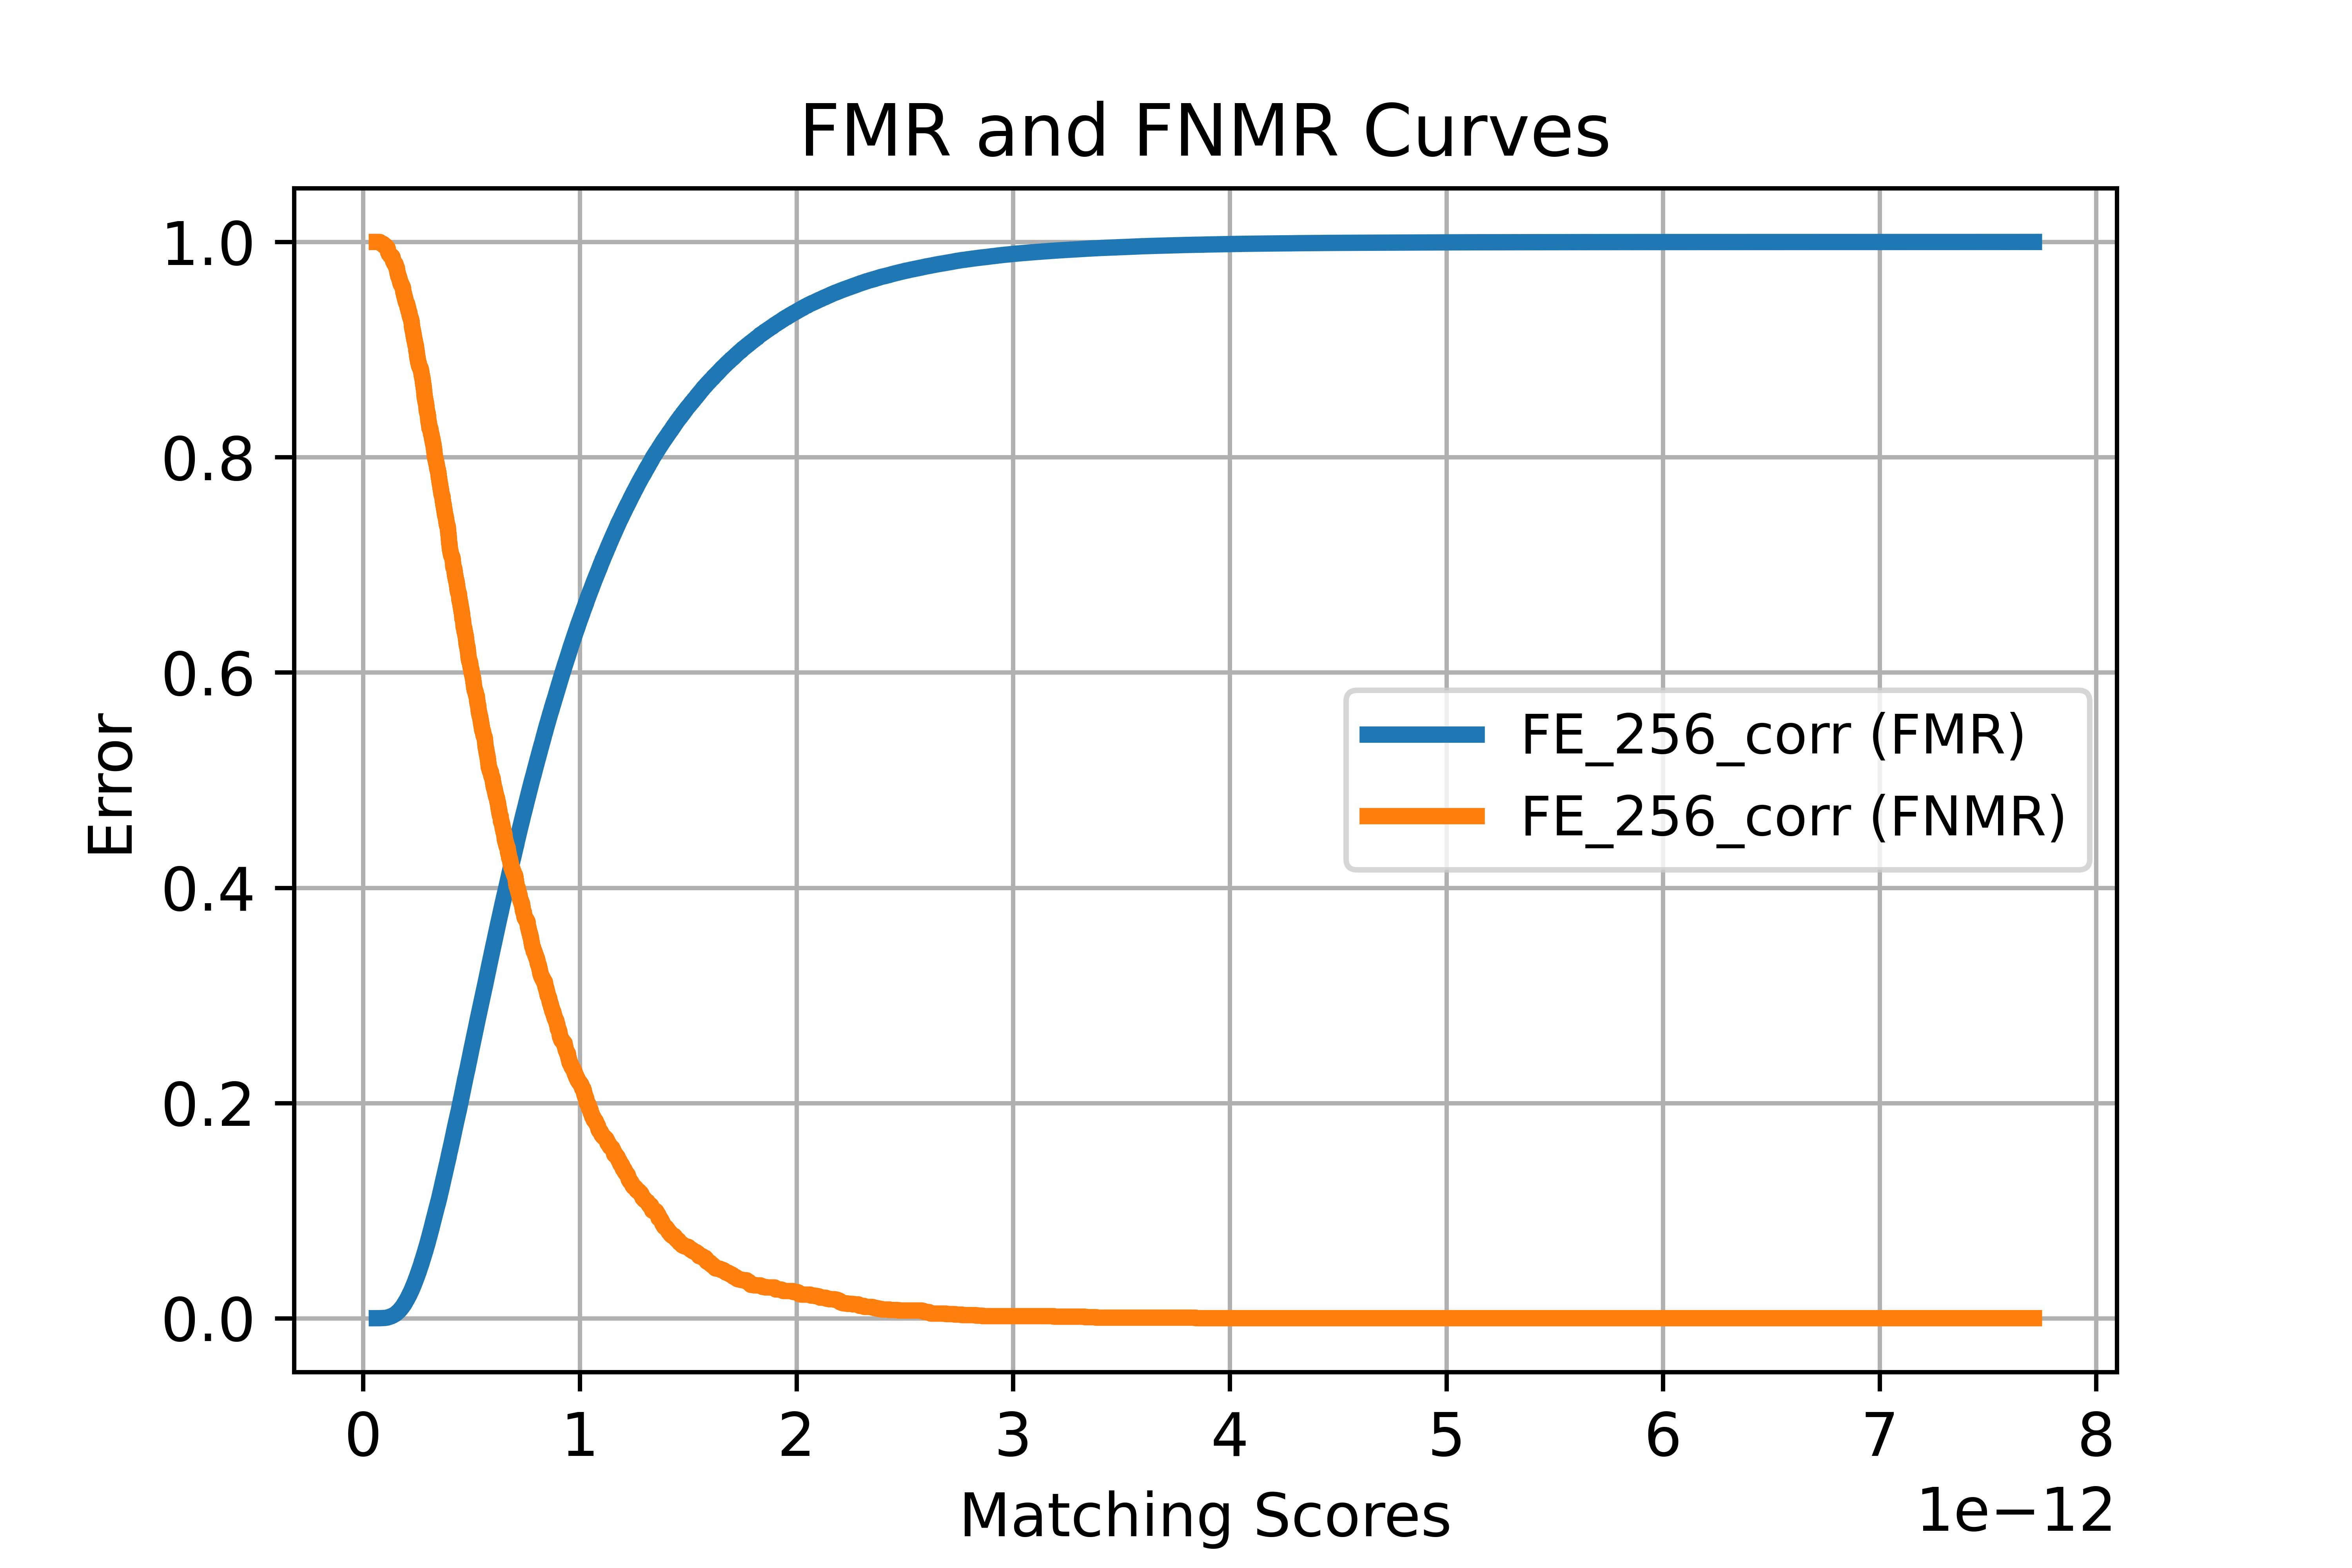 FMR and FNMR Curves
1.0
0.8
0.6
0.4
0.2
0.0
Error
FE_256_corr (FMR)
FE_256_corr (FNMR)
0 1 2 3 4 5 6 7 8
1e−12
Matching Scores